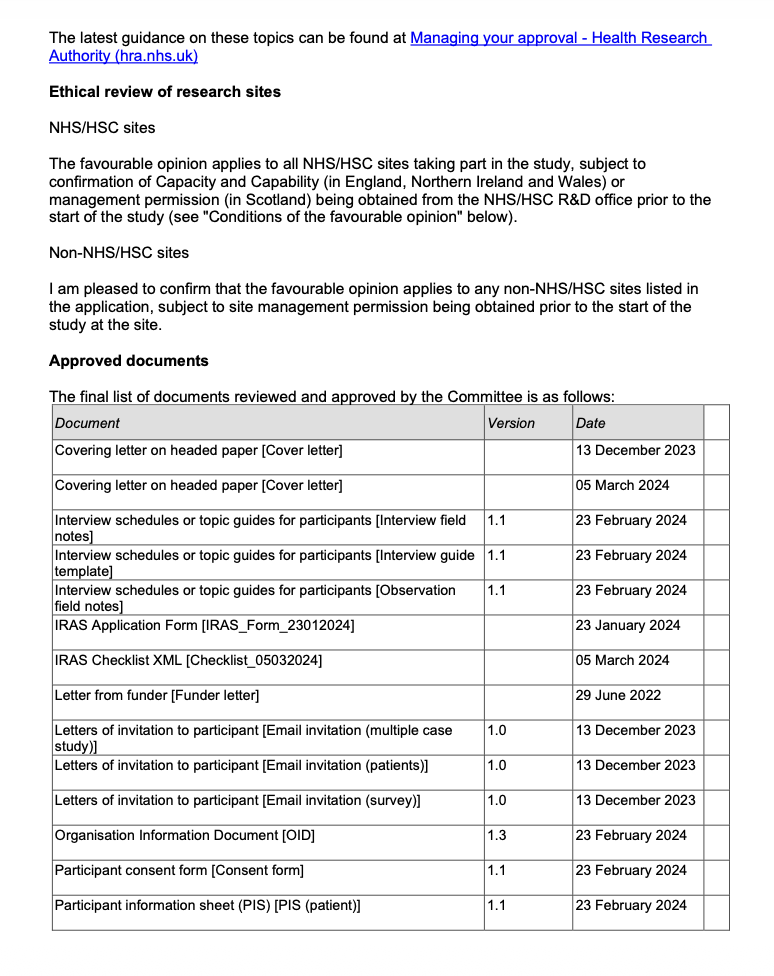 The latest guidance on these topics can be found at Managing your approval - Health Research
Authority (hra.nhs.uk)
Ethical review of research sites
NHS/HSC sites
The favourable opinion applies to all NHS/HSC sites taking part in the study, subject to
confirmation of Capacity and Capability (in England, Northern Ireland and Wales) or
management permission (in Scotland) being obtained from the NHS/HSC R&D office prior to the
start of the study (see "Conditions of the favourable opinion" below).
Non-NHS/HSC sites
I am pleased to confirm that the favourable opinion applies to any non-NHS/HSC sites listed in
the application, subject to site management permission being obtained prior to the start of the
study at the site.
Approved documents
The final list of documents reviewed and approved by the Committee is as follows:
Document Version Date
Covering letter on headed paper [Cover letter] 13 December 2023
Covering letter on headed paper [Cover letter] 05 March 2024
Interview schedules or topic guides for participants [Interview field 1.1 23 February 2024
notes]
Interview schedules or topic guides for participants [Interview guide 1.1 23 February 2024
template]
Interview schedules or topic guides for participants [Observation 1.1 23 February 2024
field notes]
IRAS Application Form [IRAS_Form_23012024] 23 January 2024
IRAS Checklist XML [Checklist_05032024] 05 March 2024
Letter from funder [Funder letter] 29 June 2022
Letters of invitation to participant [Email invitation (multiple case 1.0 13 December 2023
study)]
Letters of invitation to participant [Email invitation (patients)] 1.0 13 December 2023
Letters of invitation to participant [Email invitation (survey)] 1.0 13 December 2023
Organisation Information Document [OID] 1.3 23 February 2024
Participant consent form [Consent form] 1.1 23 February 2024
Participant information sheet (PIS) [PIS (patient)] 1.1 23 February 2024